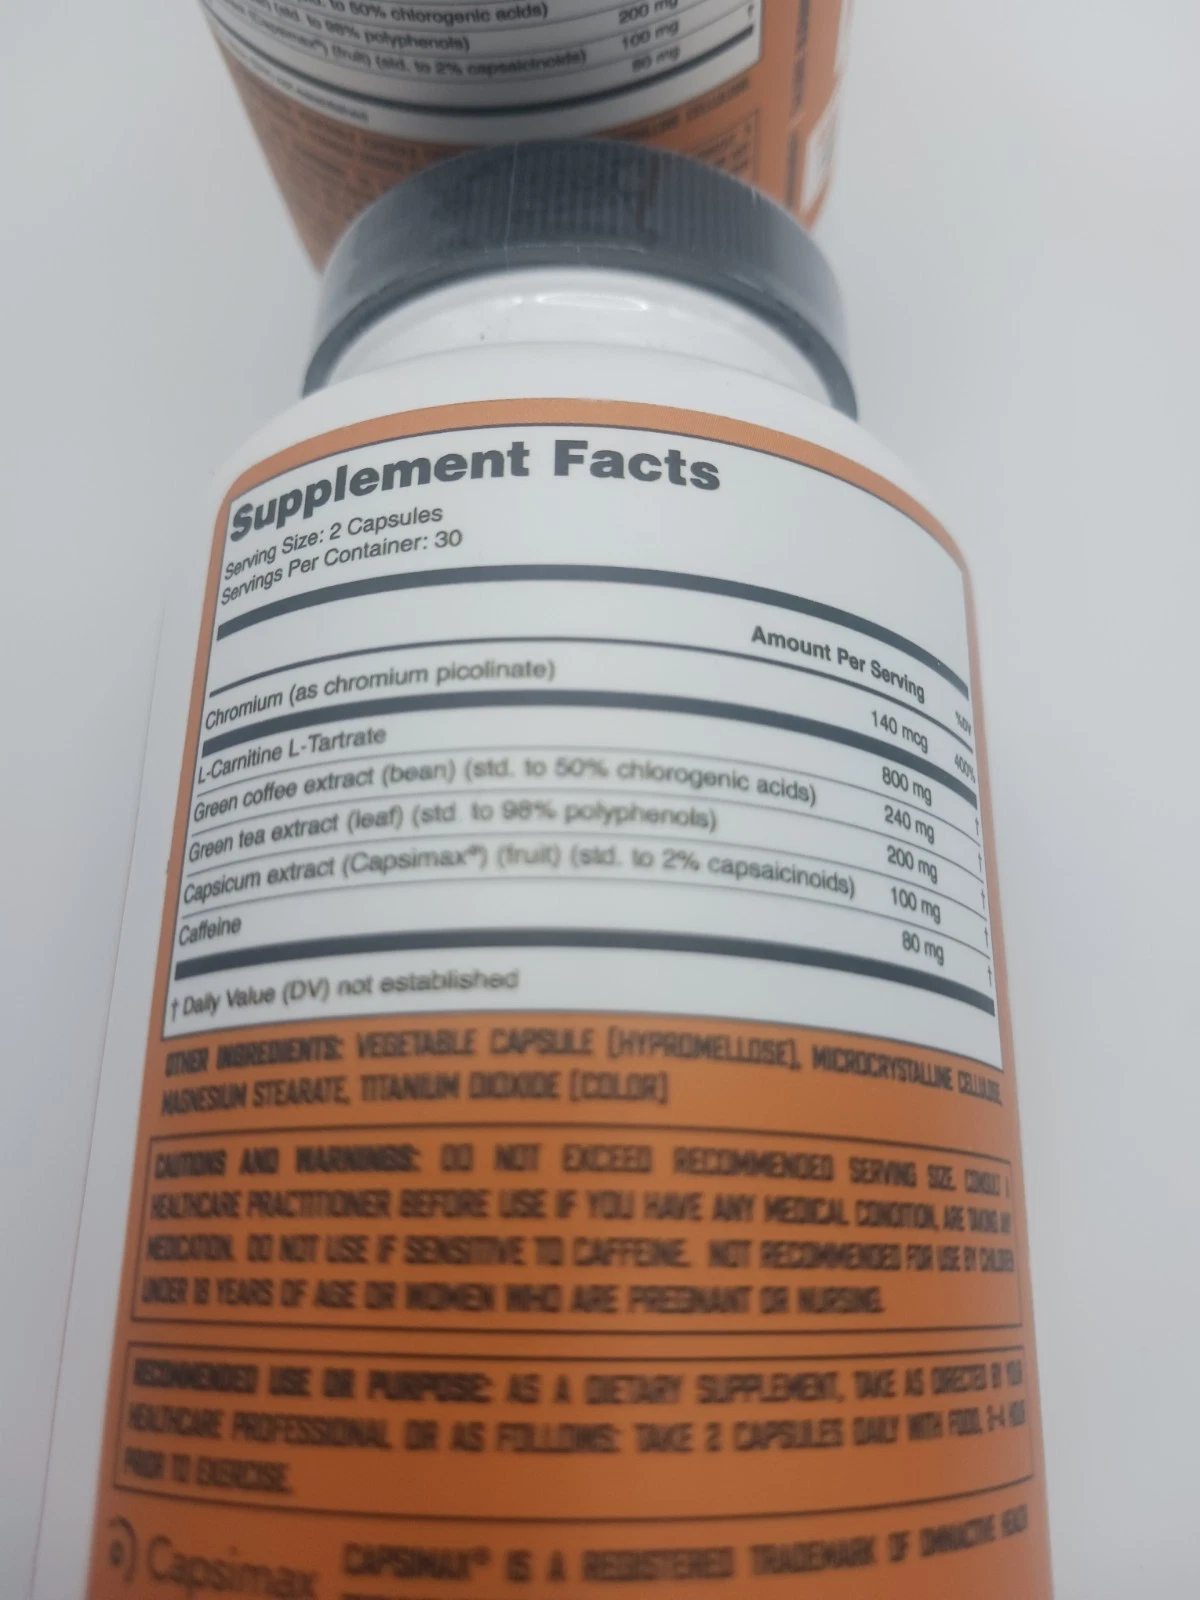 to 50% chlorogenic acids) 200 mg
to 98% polyphenols) 100 mg †
(fruit) (std. to 2% capsaicinoids) 80 mg
Supplement Facts
Serving Size: 2 Capsules
Servings Per Container: 30
Amount Per Serving %DV
Chromium (as chromium picolinate) 140 mcg 400%
L-Carnitine L-Tartrate 800 mg †
Green coffee extract (bean) (std. to 50% chlorogenic acids) 240 mg †
Green tea extract (leaf) (std to 98% polyphenols) 200 mg †
Capsicum extract (Capsimax®) (fruit) (std. to 2% capsaicinoids) 100 mg †
Caffeine 80 mg †
† Daily Value (DV) not established
OTHER INGREDIENTS: VEGETABLE CAPSULE [HYPROMELLOSE], MICROCRYSTALLINE CELLULOSE,
MAGNESIUM STEARATE, TITANIUM DIOXIDE [COLOR]
CAUTIONS AND WARNINGS: DO NOT EXCEED RECOMMENDED SERVING SIZE. CONSULT A
HEALTHCARE PRACTITIONER BEFORE USE IF YOU HAVE ANY MEDICAL CONDITION, ARE TAKING ANY
MEDICATION. DO NOT USE IF SENSITIVE TO CAFFEINE. NOT RECOMMENDED FOR USE BY CHILDREN
UNDER 18 YEARS OF AGE OR WOMEN WHO ARE PREGNANT OR NURSING.
RECOMMENDED USE OR PURPOSE: AS A DIETARY SUPPLEMENT, TAKE AS DIRECTED BY YOUR
HEALTHCARE PROFESSIONAL OR AS FOLLOWS: TAKE 2 CAPSULES DAILY WITH FOOD, 3-4 HOURS
PRIOR TO EXERCISE.
Capsimax CAPSIMAX® IS A REGISTERED TRADEMARK OF OMNIACTIVE HEALTH